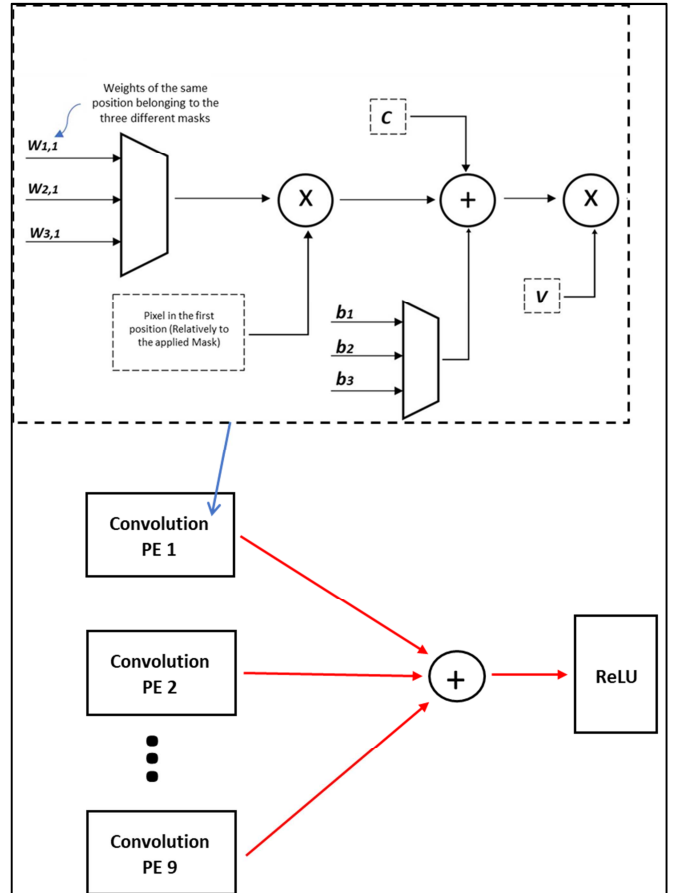 Weights of the same
position belonging to the
three different masks
W1,1
W2,1
W3,1
X
C
+
X
V
Pixel in the first
position (Relatively to
the applied Mask)
b1
b2
b3
Convolution
PE 1
Convolution
PE 2
+
ReLU
Convolution
PE 9